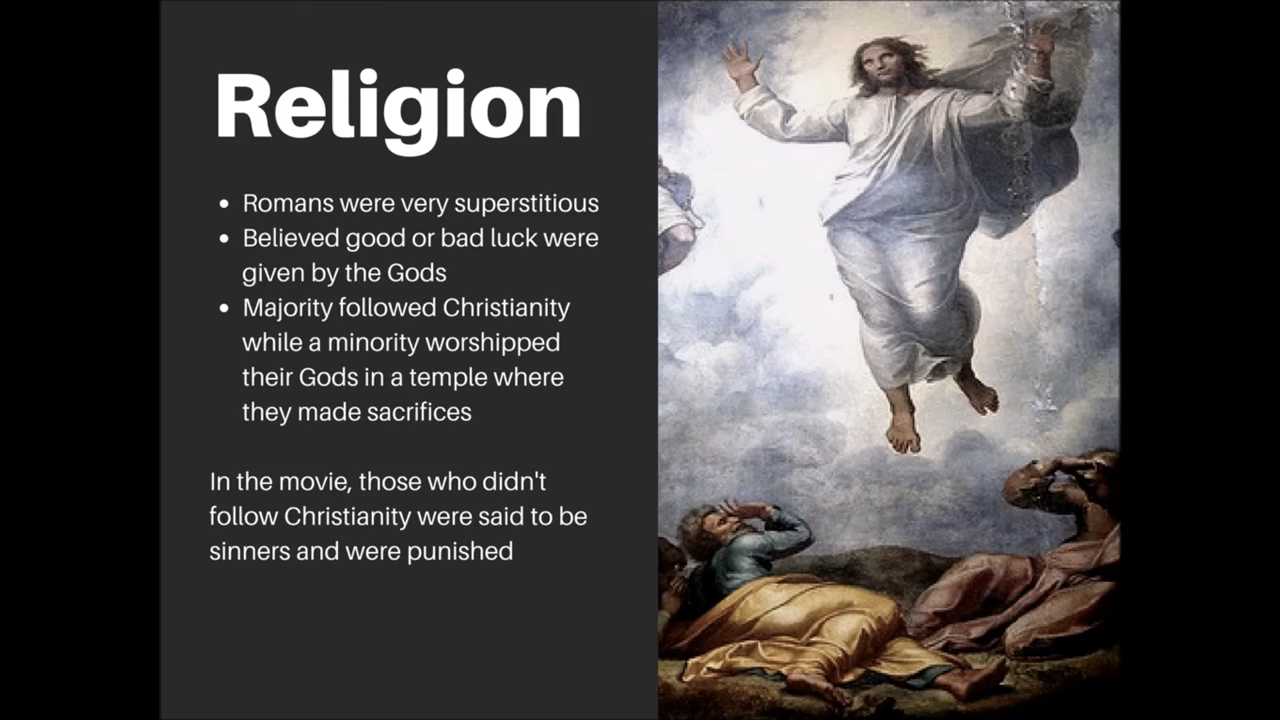 Religion
• Romans were very superstitious
• Believed good or bad luck were
given by the Gods
• Majority followed Christianity
while a minority worshipped
their Gods in a temple where
they made sacrifices
In the movie, those who didn't
follow Christianity were said to be
sinners and were punished